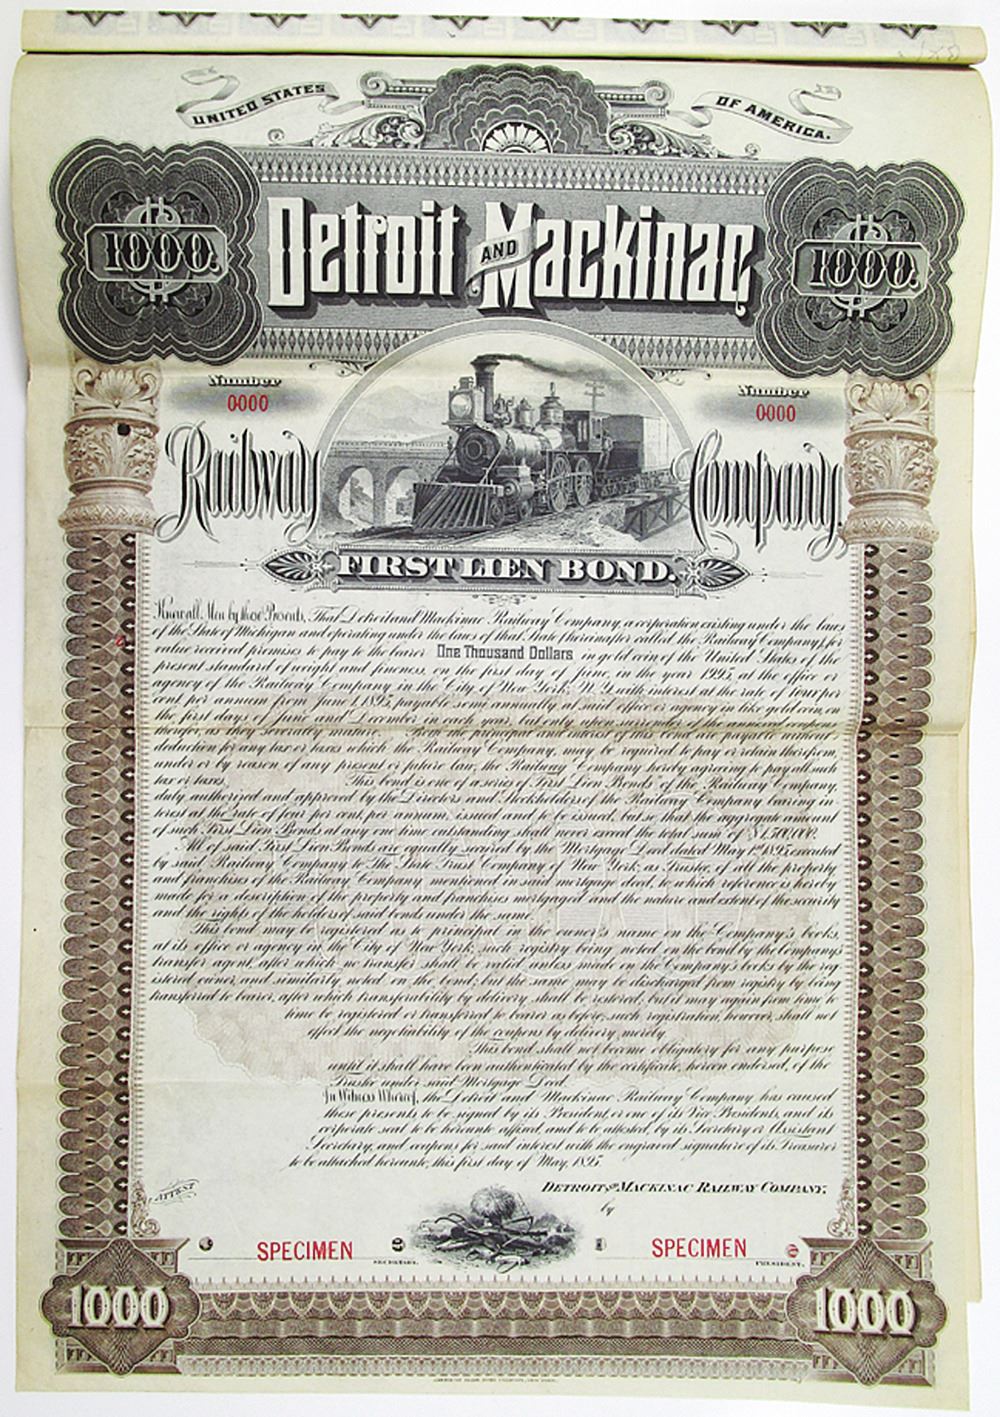 UNITED STATES OF AMERICA.
$1000. $1000.
Detroit AND Mackinac
Number Number
0000 0000
Railway Company.
FIRST LIEN BOND.
Know all Men by these Presents, That Detroit and Mackinac Railway Company, a corporation existing under the laws
of the State of Michigan and operating under the laws of that State (hereinafter called the Railway Company), for
value received promises to pay to the bearer One Thousand Dollars in gold coin of the United States of the
present standard of weight and fineness, on the first day of June, in the year 1995, at the office or
agency of the Railway Company in the City of New York, N.Y. with interest at the rate of four per
cent. per annum from June 1, 1895, payable semi annually at said office or agency in like gold coin, on
the first days of June and December in each year, but only upon surrender of the annexed coupons
therefor, as they severally mature. Both the principal and interest of this bond are payable without
deduction for any tax or taxes which the Railway Company, may be required to pay or retain therefrom,
under or by reason of any present or future law, the Railway Company hereby agreeing to pay all such
tax or taxes. This bond is one of a series of First Lien Bonds of the Railway Company,
duly authorized and approved by the Directors and Stockholders of the Railway Company bearing in-
terest at the rate of four per cent. per annum, issued and to be issued, but so that the aggregate amount
of such First Lien Bonds at any one time outstanding shall never exceed the total sum of $1,500,000.
All of said First Lien Bonds are equally secured by the Mortgage Deed dated May 1st 1895, executed
by said Railway Company to The State Trust Company of New York, as Trustee, of all the property
and franchises of the Railway Company mentioned in said mortgage deed, to which reference is hereby
made for a description of the property and franchises mortgaged and the nature and extent of the security
and the rights of the holders of said bonds under the same.
This bond may be registered as to principal in the owner's name on the Company's books,
at its office or agency in the City of New York, such registry being noted on the bond by the Company's
transfer agent, after which no transfer shall be valid unless made on the Company's books by the reg-
istered owner, and similarly noted on the bond; but the same may be discharged from registry by being
transferred to bearer, after which transferability by delivery shall be restored, but it may again from time to
time be registered or transferred to bearer as before, such registration, however, shall not
affect the negotiability of the coupons by delivery merely.
This bond shall not become obligatory for any purpose
until it shall have been authenticated by the certificate, hereon endorsed, of the
Trustee under said Mortgage Deed.
In Witness Whereof, the Detroit and Mackinac Railway Company has caused
these presents to be signed by its President, or one of its Vice Presidents, and its
corporate seal to be hereunto affixed, and to be attested, by its Secretary or Assistant
Secretary, and coupons for said interest with the engraved signature of its Treasurer
to be attached hereunto, this first day of May, 1895.
ATTEST DETROIT AND MACKINAC RAILWAY COMPANY.
by
SPECIMEN SPECIMEN
SECRETARY. PRESIDENT.
1000 1000